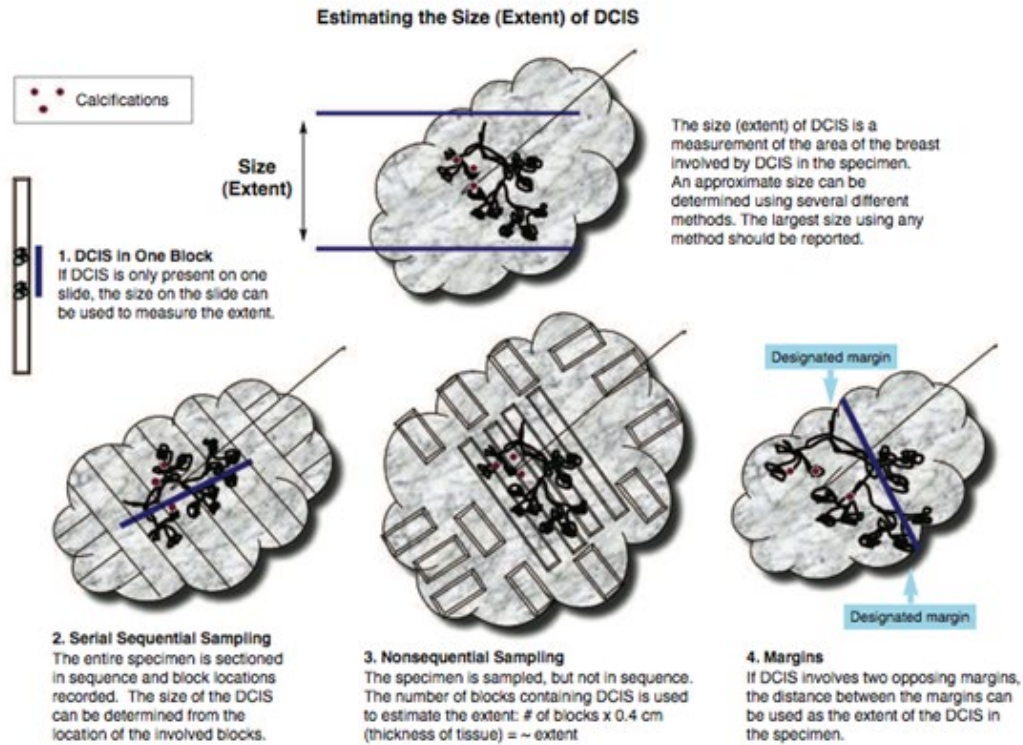 Estimating the Size (Extent) of DCIS
Calcifications
Size
(Extent)
The size (extent) of DCIS is a
measurement of the area of the breast
involved by DCIS in the specimen.
An approximate size can be
determined using several different
methods. The largest size using any
method should be reported.
1. DCIS in One Block
If DCIS is only present on one
slide, the size on the slide can
be used to measure the extent.
2. Serial Sequential Sampling
The entire specimen is sectioned
in sequence and block locations
recorded. The size of the DCIS
can be determined from the
location of the involved blocks.
3. Nonsequential Sampling
The specimen is sampled, but not in sequence.
The number of blocks containing DCIS is used
to estimate the extent: # of blocks x 0.4 cm
(thickness of tissue) = ~ extent
Designated margin
Designated margin
4. Margins
If DCIS involves two opposing margins,
the distance between the margins can
be used as the extent of the DCIS in
the specimen.